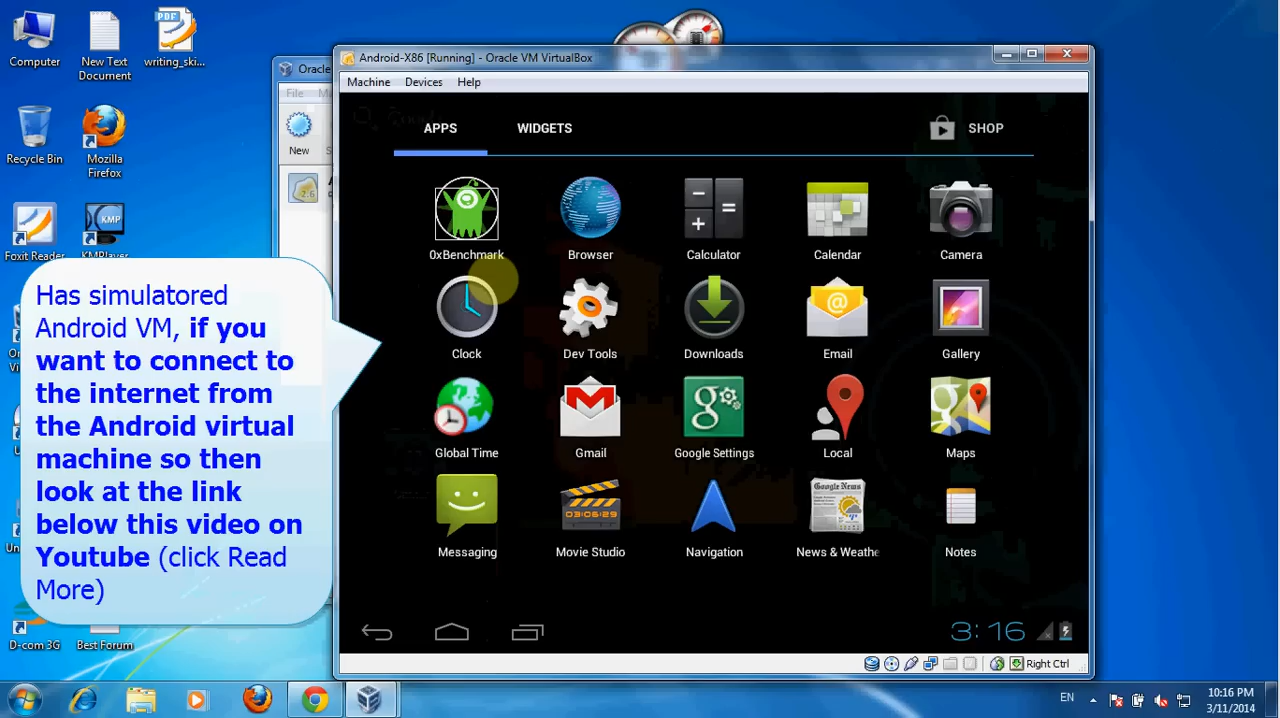 Computer
New Text
Document
writing_ski...
Recycle Bin
Mozilla
Firefox
Foxit Reader
KMPlayer
D-com 3G
Best Forum
Oracle
File
New
Android-X86 [Running] - Oracle VM VirtualBox
Machine Devices Help
APPS WIDGETS SHOP
0xBenchmark Browser Calculator Calendar Camera
Clock Dev Tools Downloads Email Gallery
Global Time Gmail Google Settings Local Maps
Messaging Movie Studio Navigation News & Weathe Notes
3:16
Right Ctrl
Has simulatored
Android VM, if you
want to connect to
the internet from
the Android virtual
machine so then
look at the link
below this video on
Youtube (click Read
More)
EN
10:16 PM
3/11/2014